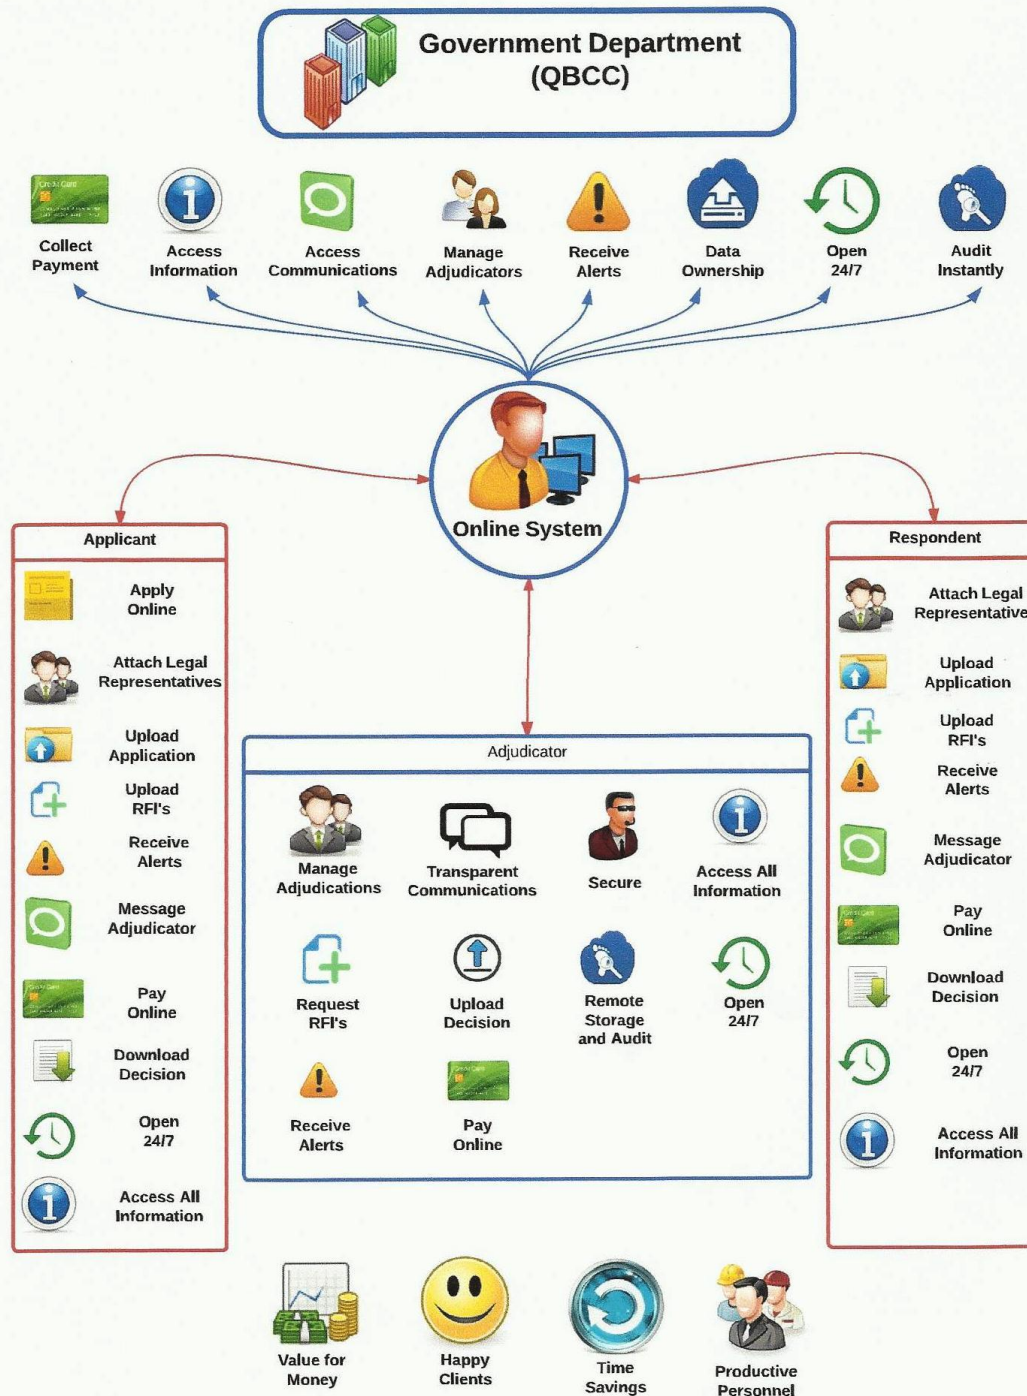 Government Department
(QBCC)
Collect
Payment
Access
Information
Access
Communications
Manage
Adjudicators
Receive
Alerts
Data
Ownership
Open
24/7
Audit
Instantly
Online System
Applicant
Apply
Online
Attach Legal
Representatives
Upload
Application
Upload
RFI's
Receive
Alerts
Message
Adjudicator
Pay
Online
Download
Decision
Open
24/7
Access All
Information
Adjudicator
Manage
Adjudications
Transparent
Communications
Secure
Access All
Information
Request
RFI's
Upload
Decision
Remote
Storage
and Audit
Open
24/7
Receive
Alerts
Pay
Online
Respondent
Attach Legal
Representative
Upload
Application
Upload
RFI's
Receive
Alerts
Message
Adjudicator
Pay
Online
Download
Decision
Open
24/7
Access All
Information
Value for
Money
Happy
Clients
Time
Savings
Productive
Personnel